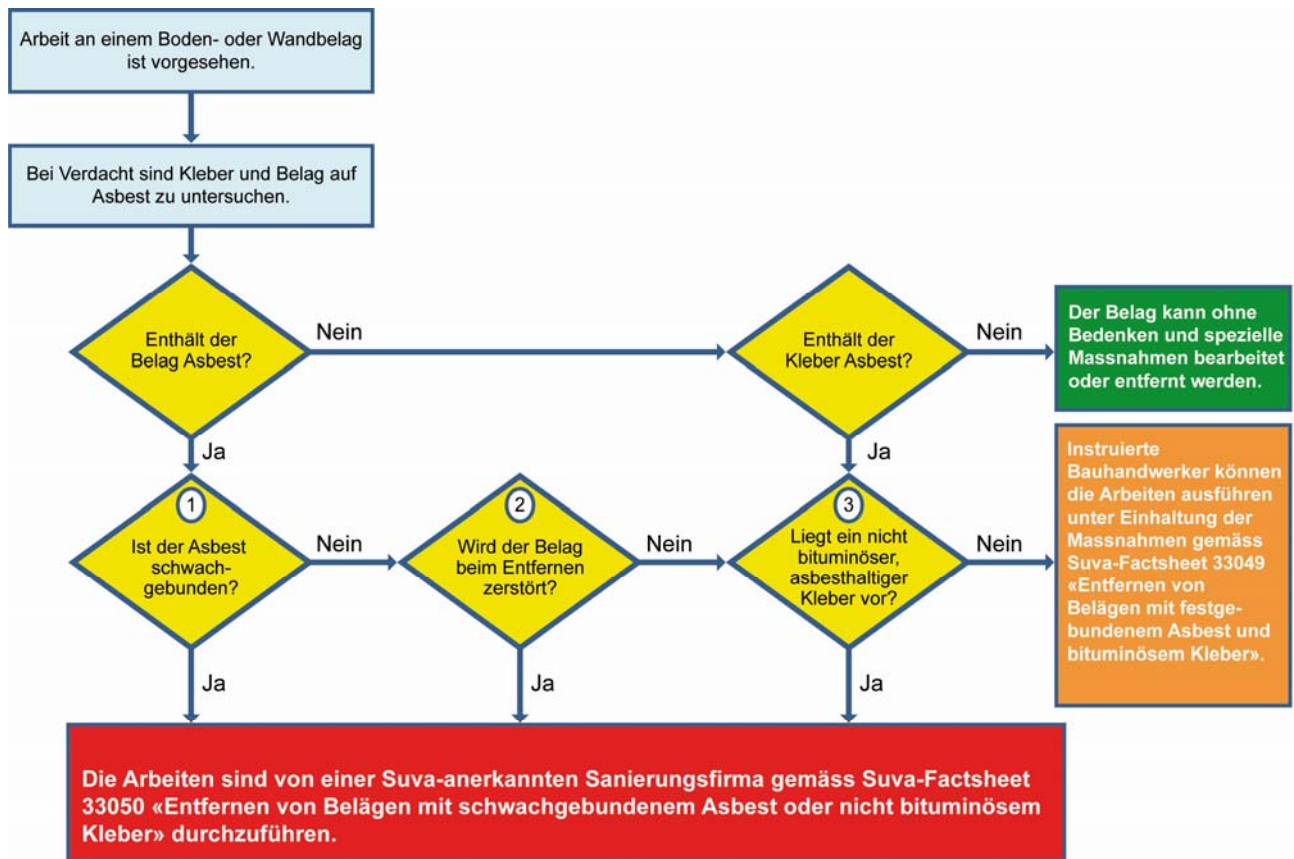 Arbeit an einem Boden- oder Wandbelag
ist vorgesehen.
Bei Verdacht sind Kleber und Belag auf
Asbest zu untersuchen.
Enthält der
Belag Asbest?
Nein
Enthält der
Kleber Asbest?
Nein
Der Belag kann ohne
Bedenken und spezielle
Massnahmen bearbeitet
oder entfernt werden.
Ja
Ja
1
Ist der Asbest
schwach-
gebunden?
Nein
2
Wird der Belag
beim Entfernen
zerstört?
Nein
3
Liegt ein nicht
bituminöser,
asbesthaltiger
Kleber vor?
Nein
Instruierte
Bauhandwerker können
die Arbeiten ausführen
unter Einhaltung der
Massnahmen gemäss
Suva-Factsheet 33049
«Entfernen von
Belägen mit festge-
bundenem Asbest und
bituminösem Kleber».
Ja
Ja
Ja
Die Arbeiten sind von einer Suva-anerkannten Sanierungsfirma gemäss Suva-Factsheet
33050 «Entfernen von Belägen mit schwachgebundenem Asbest oder nicht bituminösem
Kleber» durchzuführen.